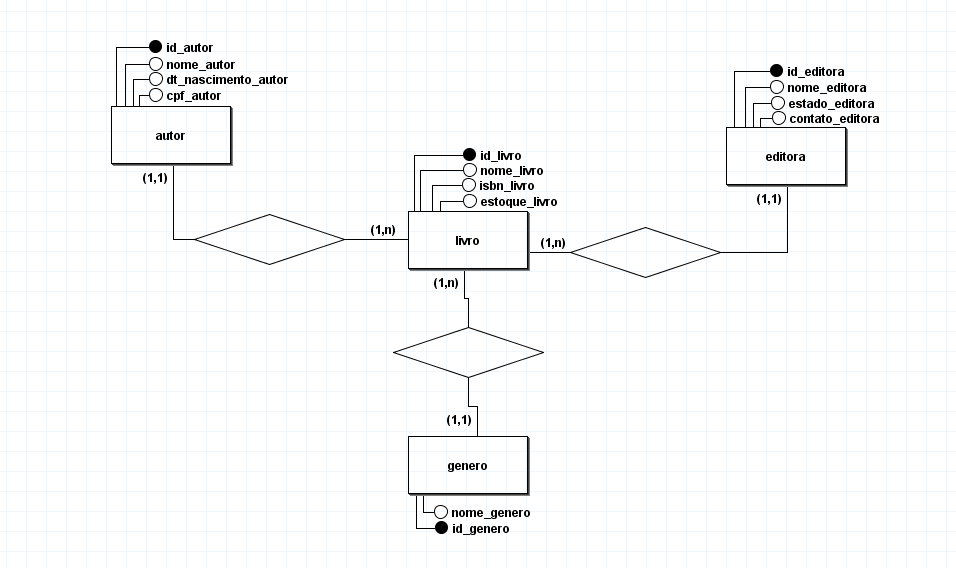 id_autor
nome_autor
dt_nascimento_autor
cpf_autor
autor
(1,1)
id_editora
nome_editora
estado_editora
contato_editora
editora
(1,1)
id_livro
nome_livro
isbn_livro
estoque_livro
(1,n)
livro
(1,n)
(1,n)
(1,1)
genero
nome_genero
id_genero